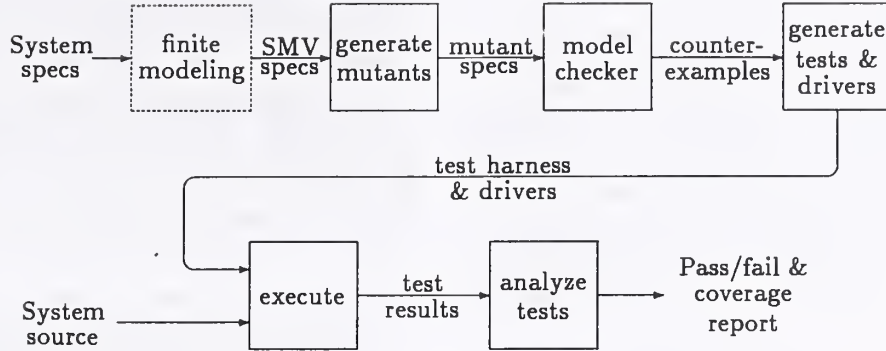 System
specs
finite
modeling
SMV
specs
generate
mutants
mutant
specs
model
checker
counter-
examples
generate
tests &
drivers
test harness
& drivers
execute
System
source
test
results
analyze
tests
Pass/fail &
coverage
report